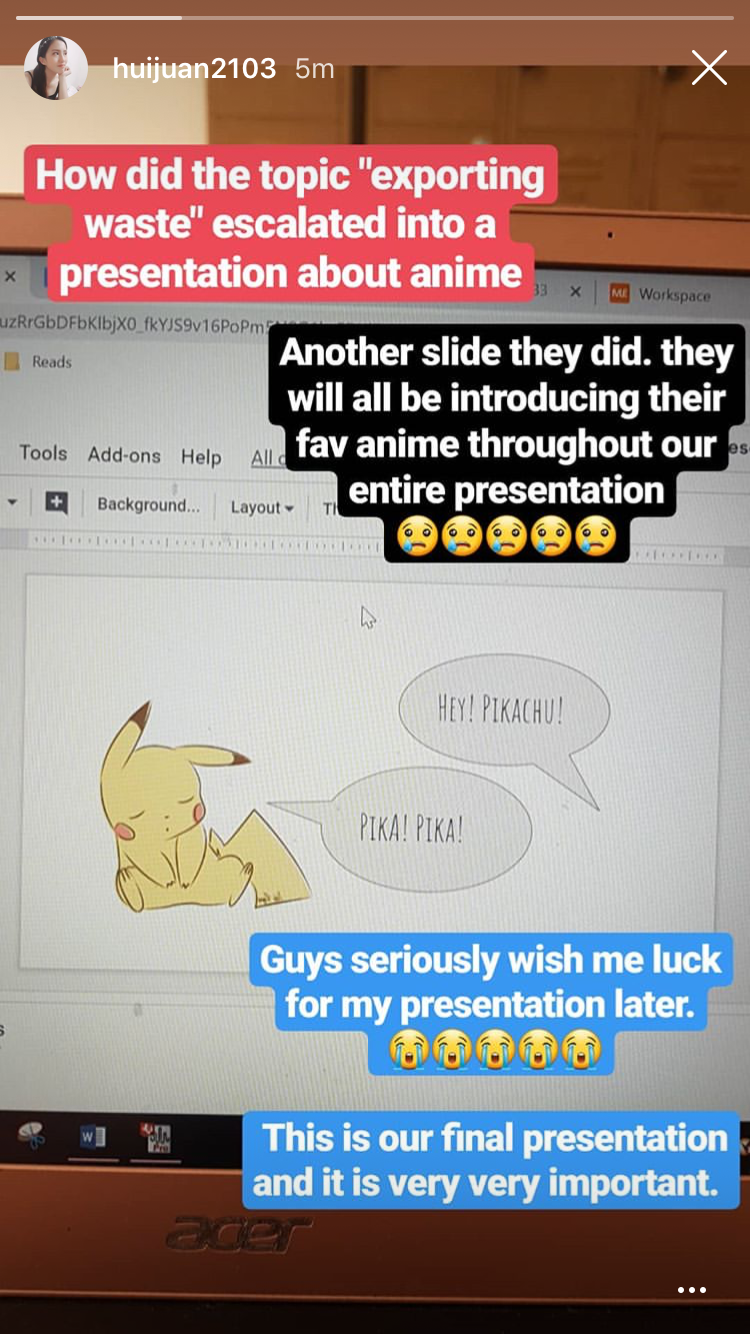 huijuan2103 5m
How did the topic "exporting
waste" escalated into a
presentation about anime
33
ME Workspace
Reads
Another slide they did. they
will all be introducing their
fav anime throughout our
entire presentation
😢😢😢😢😢
Tools Add-ons Help All
Background... Layout
HEY! PIKACHU!
PIKA! PIKA!
Guys seriously wish me luck
for my presentation later.
😭😭😭😭😭
This is our final presentation
and it is very very important.
acer